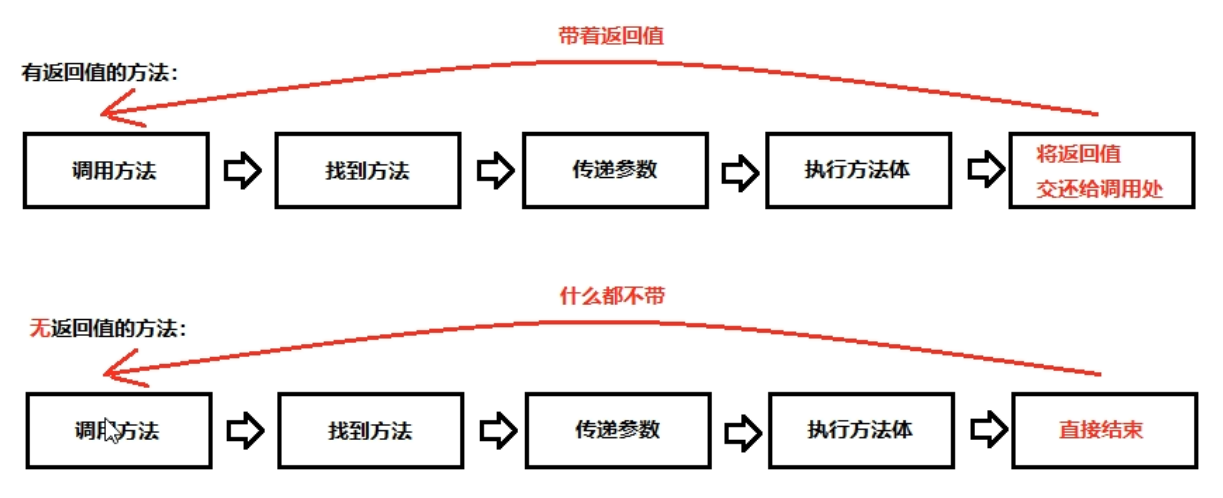 带着返回值
有返回值的方法：
调用方法
找到方法
传递参数
执行方法体
将返回值
交还给调用处
什么都不带
无返回值的方法：
调用方法
找到方法
传递参数
执行方法体
直接结束